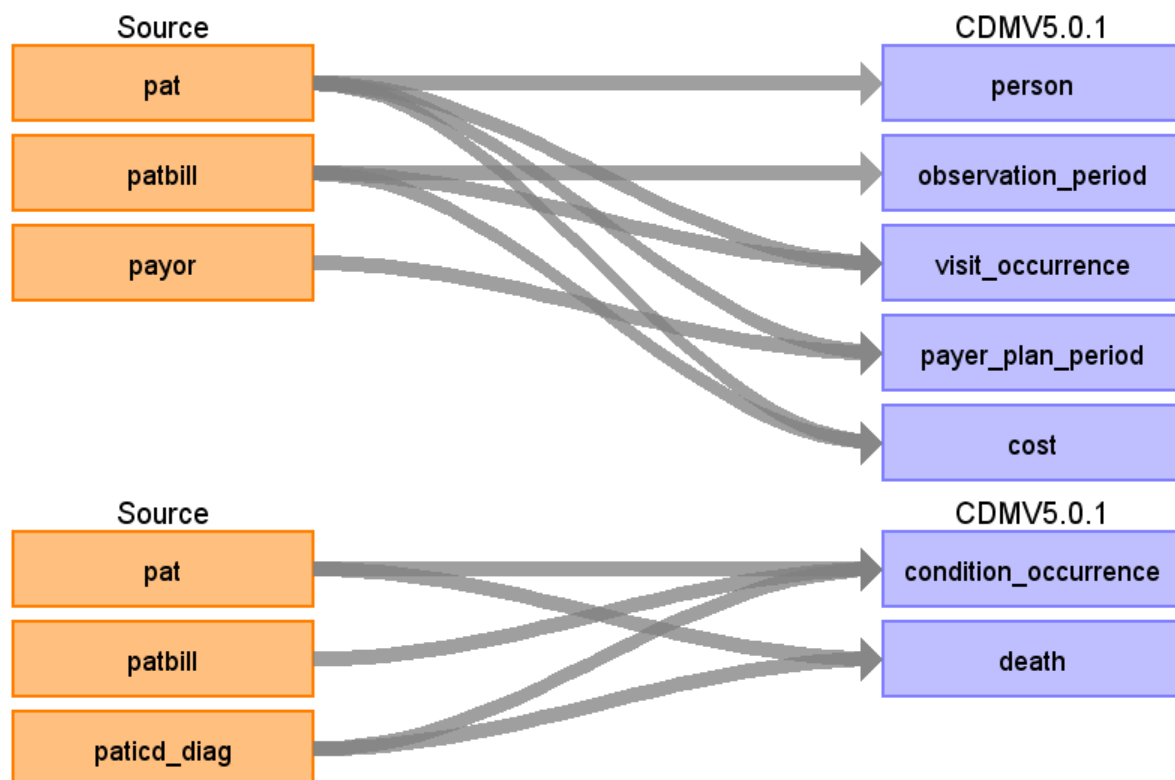 Source
CDMV5.0.1
pat
person
patbill
observation_period
payor
visit_occurrence
payer_plan_period
cost
Source
CDMV5.0.1
pat
condition_occurrence
patbill
death
paticd_diag